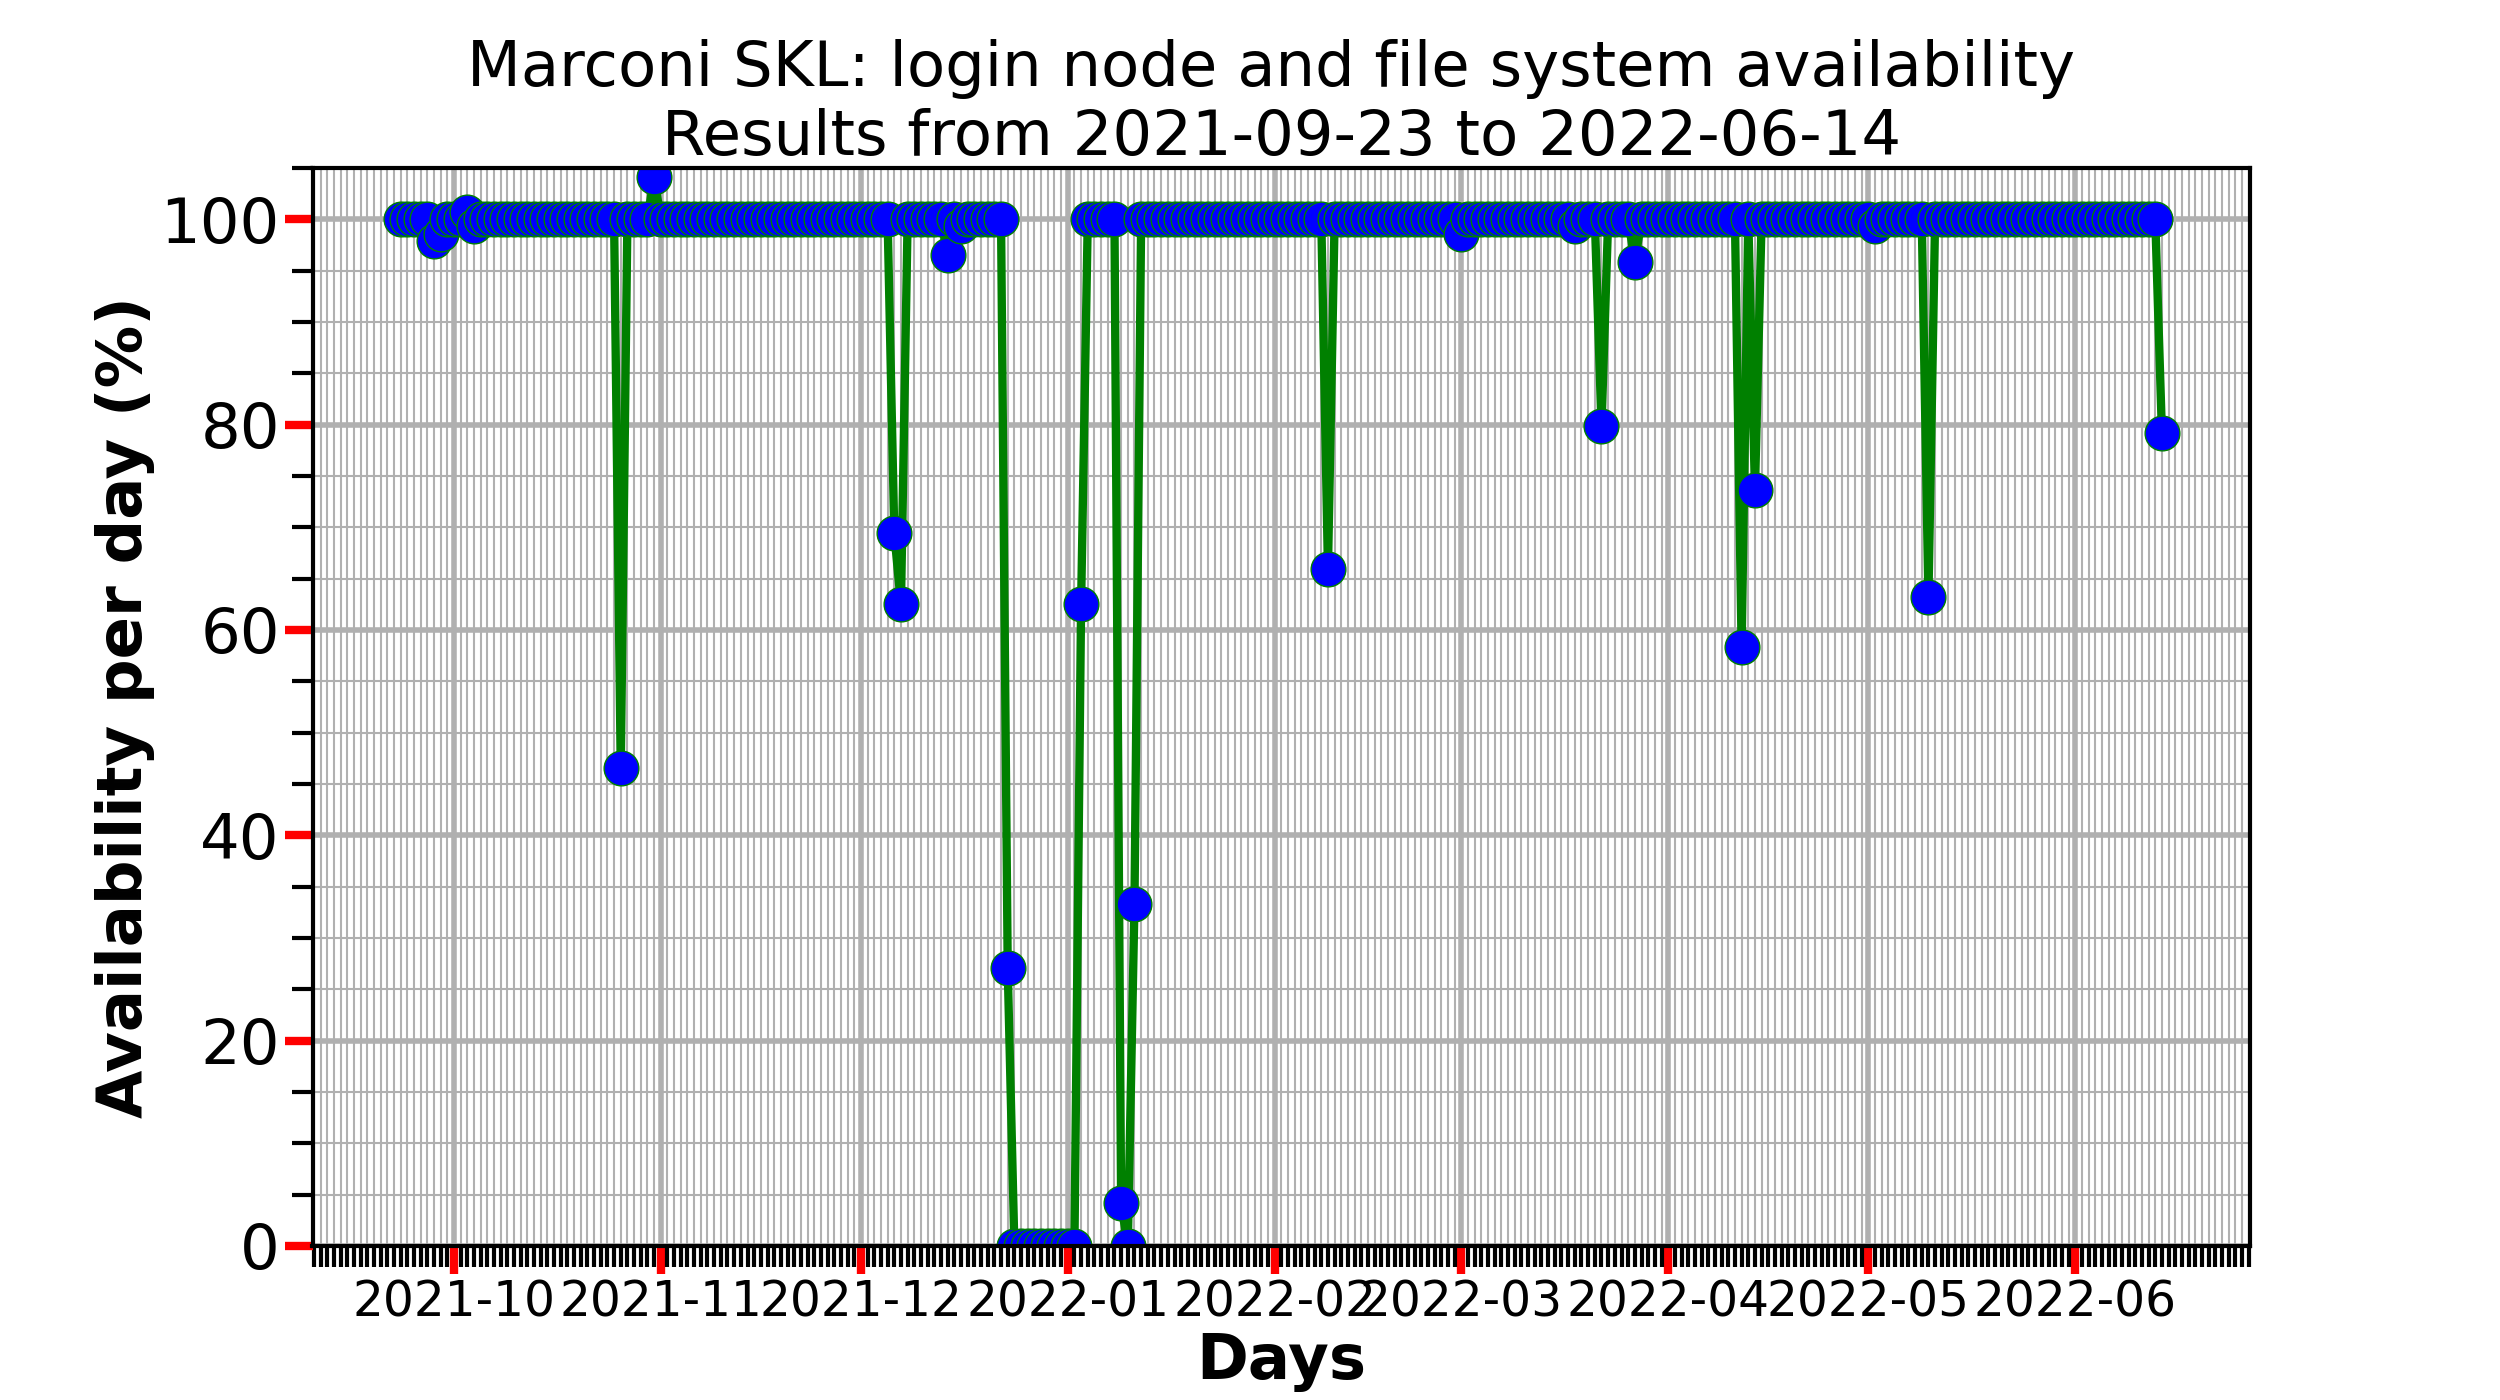 Marconi SKL: login node and file system availability
Results from 2021-09-23 to 2022-06-14
Availability per day (%)
100
80
60
40
20
0
2021-10 2021-11 2021-12 2022-01 2022-02 2022-03 2022-04 2022-05 2022-06
Days